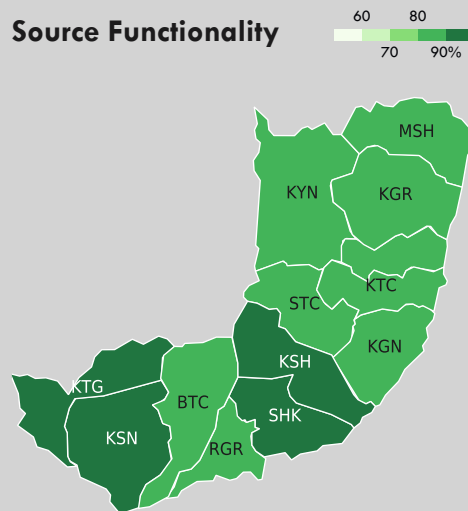 Source Functionality
60 80
70 90%
MSH
KYN KGR
KTC
STC
KGN
KSH
KTG
BTC
SHK
KSN
RGR